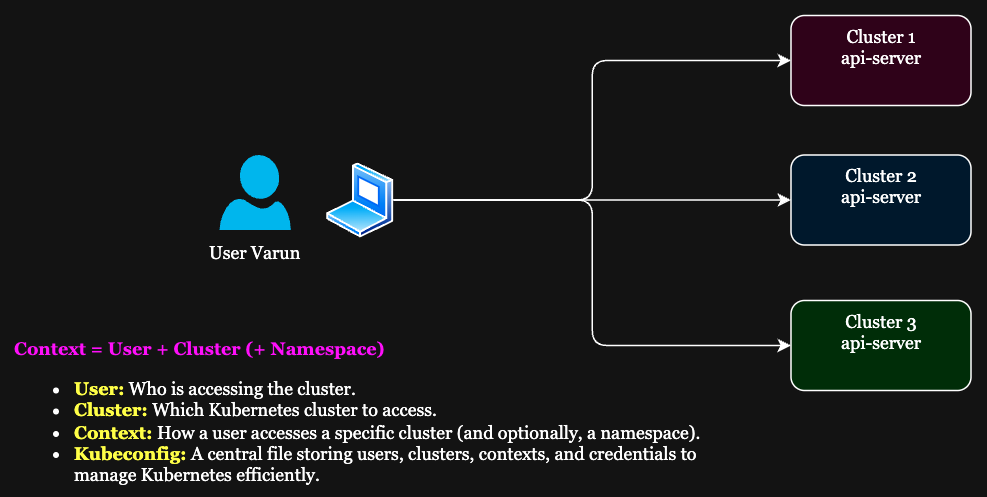 Cluster 1
api-server
Cluster 2
api-server
User Varun
Cluster 3
api-server
Context = User + Cluster (+ Namespace)
• User: Who is accessing the cluster.
• Cluster: Which Kubernetes cluster to access.
• Context: How a user accesses a specific cluster (and optionally, a namespace).
• Kubeconfig: A central file storing users, clusters, contexts, and credentials to
manage Kubernetes efficiently.